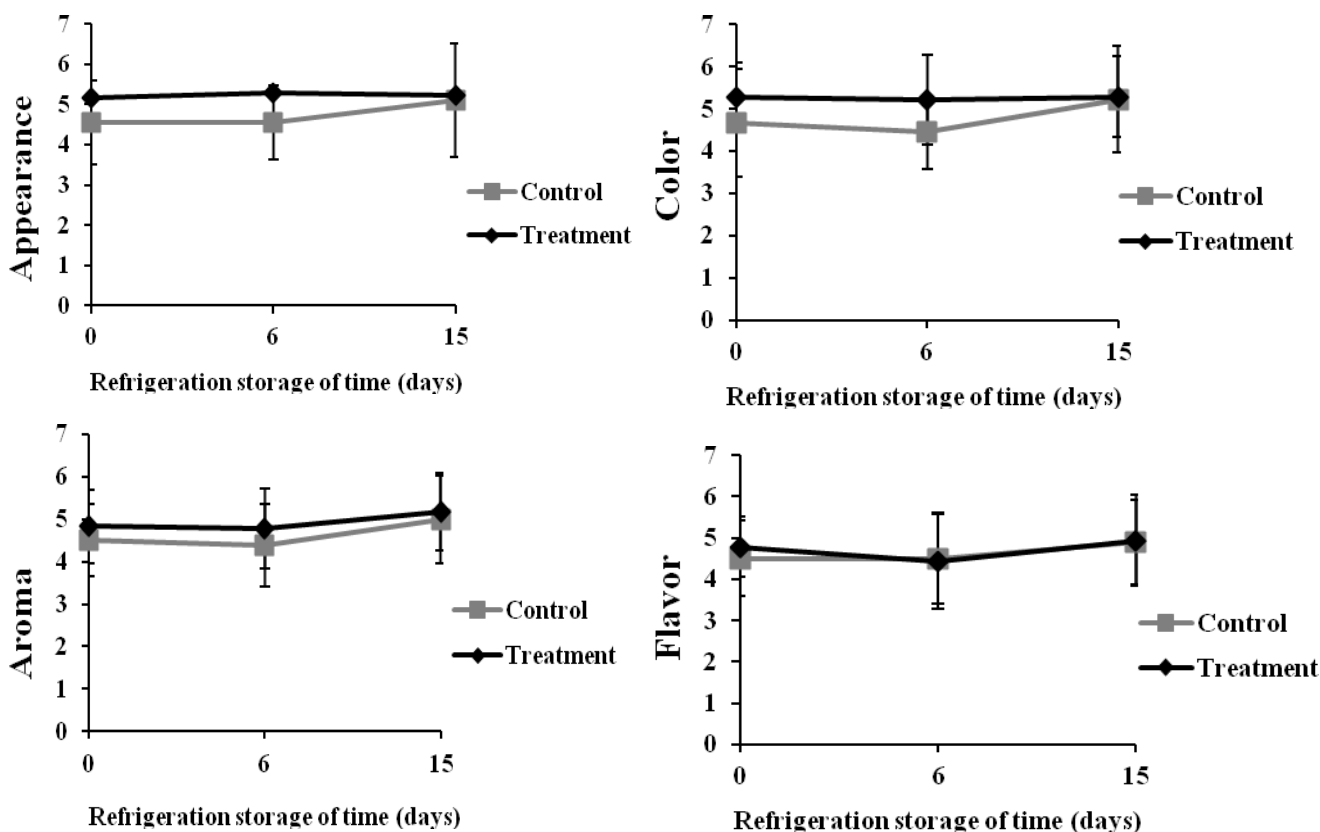 Appearance
7
6
5
4
3
2
1
0
0 6 15
Refrigeration storage of time (days)
Control
Treatment
Color
7
6
5
4
3
2
1
0
0 6 15
Refrigeration storage of time (days)
Control
Treatment
Aroma
7
6
5
4
3
2
1
0
0 6 15
Refrigeration storage of time (days)
Control
Treatment
Flavor
7
6
5
4
3
2
1
0
0 6 15
Refrigeration storage of time (days)
Control
Treatment